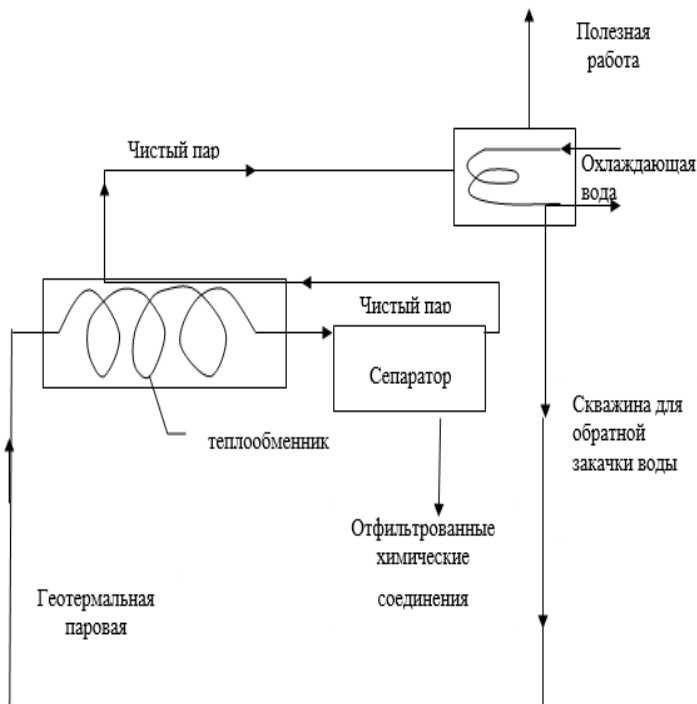 Полезная
работа
Чистый пар
Охлаждающая
вода
Чистый пар
Сепаратор
теплообменник
Скважина для
обратной
закачки воды
Отфильтрованные
химические
соединения
Геотермальная
паровая